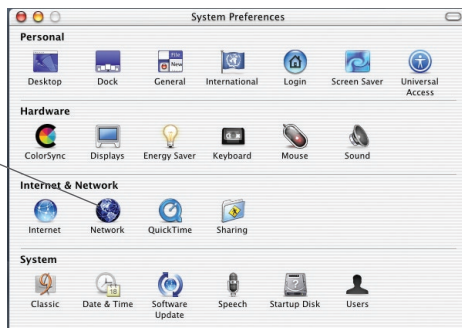 System Preferences
Personal
Desktop Dock General International Login Screen Saver Universal Access
Hardware
ColorSync Displays Energy Saver Keyboard Mouse Sound
Internet & Network
Internet Network QuickTime Sharing
System
Classic Date & Time Software Update Speech Startup Disk Users